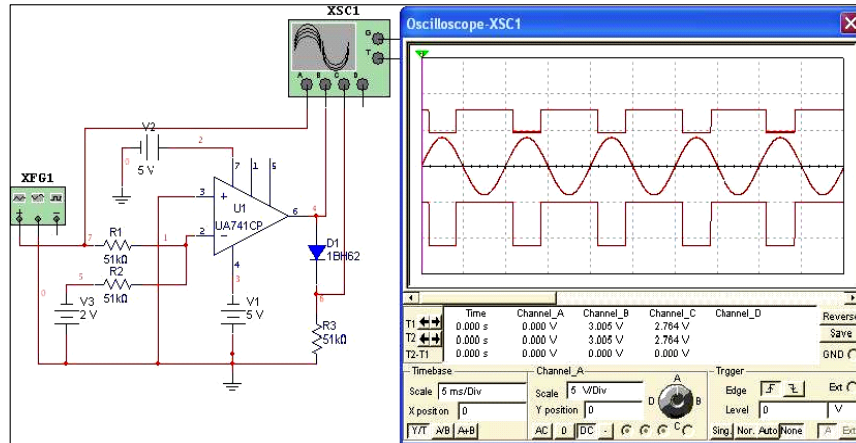 XSC1
G
T
A B C D
V2
0
2
5 V
XFG1
7 1 5
3
U1
6
4
UA741CP
2
7
R1
1
51kΩ
5
R2
51kΩ
4
3
D1
1BH62
V3
2 V
0
V1
5 V
R3
51kΩ
Oscilloscope-XSC1
Time Channel_A Channel_B Channel_C Channel_D
T1 0.000 s 0.000 V 3.005 V 2.764 V
T2 0.000 s 0.000 V 3.005 V 2.764 V
T2-T1 0.000 s 0.000 V 0.000 V 0.000 V
Reverse
Save
GND
Timebase
Scale 5 ms/Div
X position 0
Y/T A/B A+B
Channel_A
Scale 5 V/Div
Y position 0
AC 0 DC -
A
B
C
D
Trgger
Edge Ext
Level 0 V
Sing. Nor. Auto None A Ext